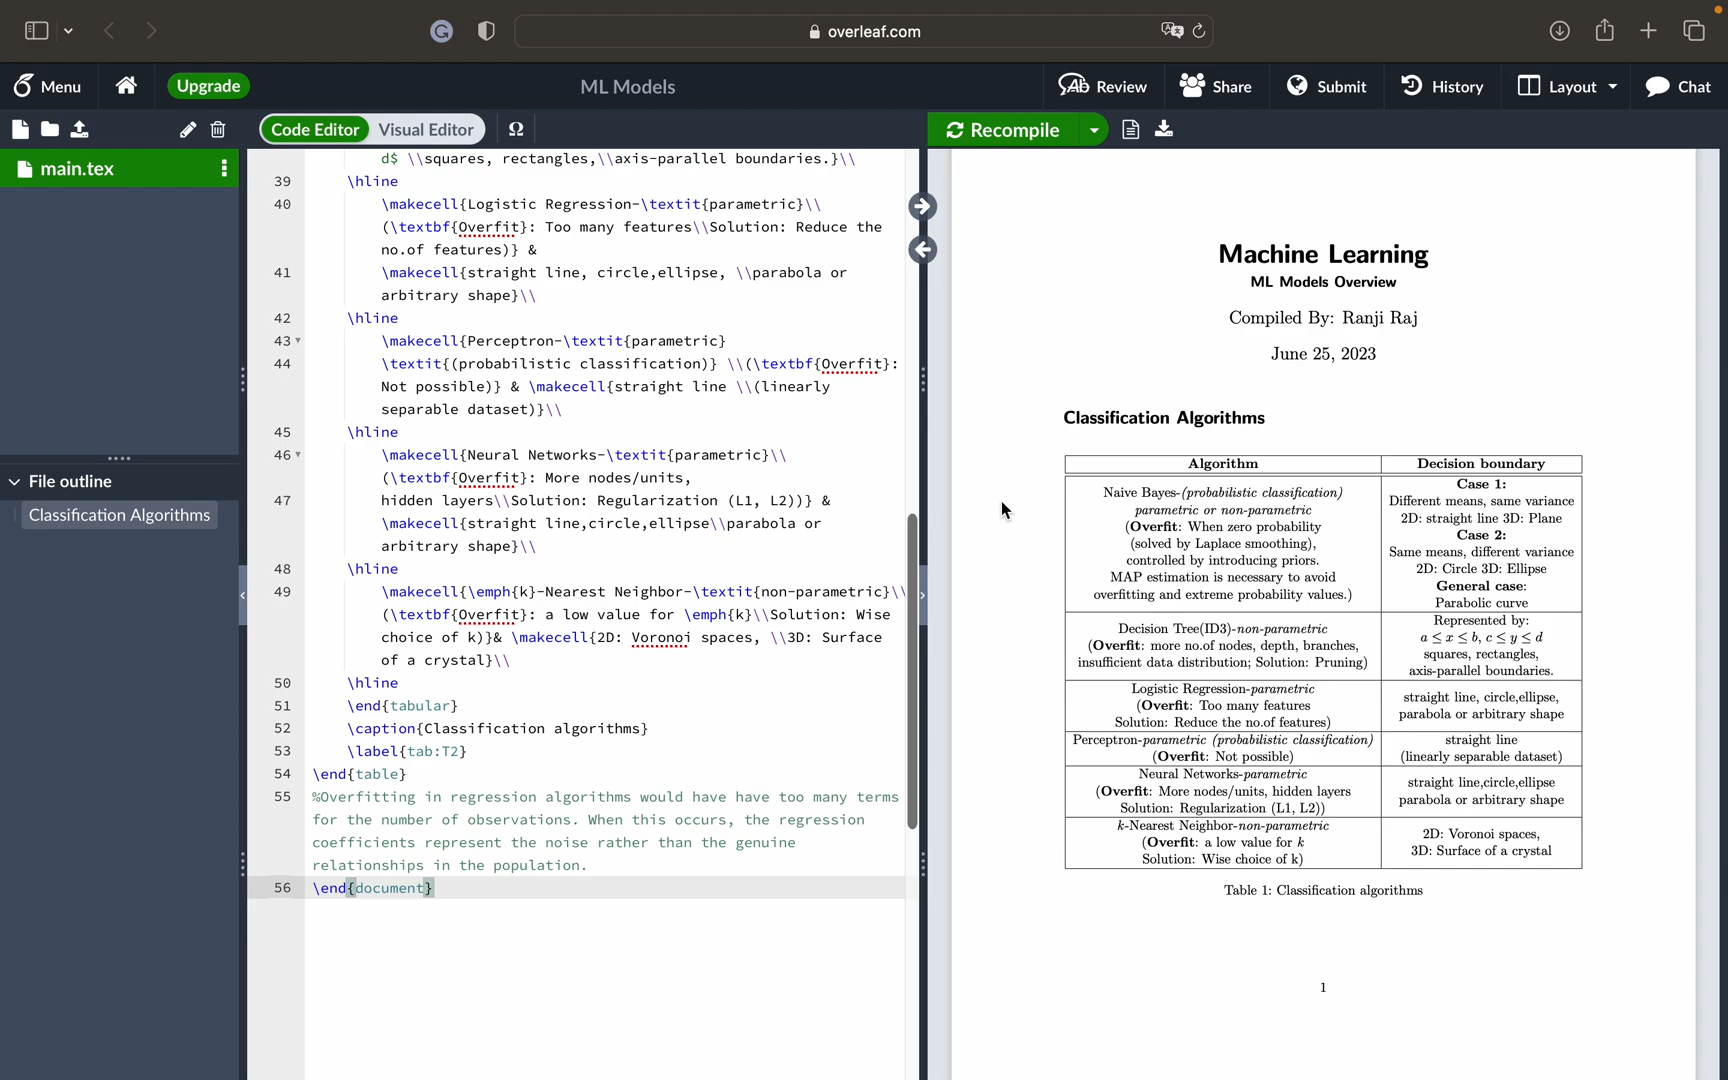 overleaf.com
Menu
Upgrade
ML Models
Review
Share
Submit
History
Layout
Chat
Code Editor
Visual Editor
Ω
Recompile
main.tex
File outline
Classification Algorithms
d$ \\squares, rectangles,\\axis-parallel boundaries.}\\
39 \hline
40 \makecell{Logistic Regression-\textit{parametric}\\
(\textbf{Overfit}: Too many features\\Solution: Reduce the
no.of features)} &
41 \makecell{straight line, circle,ellipse, \\parabola or
arbitrary shape}\\
42 \hline
43 \makecell{Perceptron-\textit{parametric}
44 \textit{(probabilistic classification)} \\(\textbf{Overfit}:
Not possible)} & \makecell{straight line \\(linearly
separable dataset)}\\
45 \hline
46 \makecell{Neural Networks-\textit{parametric}\\
(\textbf{Overfit}: More nodes/units,
47 hidden layers\\Solution: Regularization (L1, L2))} &
\makecell{straight line,circle,ellipse\\parabola or
arbitrary shape}\\
48 \hline
49 \makecell{\emph{k}-Nearest Neighbor-\textit{non-parametric}\\
(\textbf{Overfit}: a low value for \emph{k}\\Solution: Wise
choice of k)}& \makecell{2D: Voronoi spaces, \\3D: Surface
of a crystal}\\
50 \hline
51 \end{tabular}
52 \caption{Classification algorithms}
53 \label{tab:T2}
54 \end{table}
55 %Overfitting in regression algorithms would have have too many terms
for the number of observations. When this occurs, the regression
coefficients represent the noise rather than the genuine
relationships in the population.
56 \end{document}
Machine Learning
ML Models Overview
Compiled By: Ranji Raj
June 25, 2023
Classification Algorithms
Algorithm
Decision boundary
Naive Bayes-(probabilistic classification)
parametric or non-parametric
(Overfit: When zero probability
(solved by Laplace smoothing),
controlled by introducing priors.
MAP estimation is necessary to avoid
overfitting and extreme probability values.)
Case 1:
Different means, same variance
2D: straight line 3D: Plane
Case 2:
Same means, different variance
2D: Circle 3D: Ellipse
General case:
Parabolic curve
Decision Tree(ID3)-non-parametric
(Overfit: more no.of nodes, depth, branches,
insufficient data distribution; Solution: Pruning)
Represented by:
a ≤ x ≤ b, c ≤ y ≤ d
squares, rectangles,
axis-parallel boundaries.
Logistic Regression-parametric
(Overfit: Too many features
Solution: Reduce the no.of features)
straight line, circle,ellipse,
parabola or arbitrary shape
Perceptron-parametric (probabilistic classification)
(Overfit: Not possible)
straight line
(linearly separable dataset)
Neural Networks-parametric
(Overfit: More nodes/units, hidden layers
Solution: Regularization (L1, L2))
straight line,circle,ellipse
parabola or arbitrary shape
k-Nearest Neighbor-non-parametric
(Overfit: a low value for k
Solution: Wise choice of k)
2D: Voronoi spaces,
3D: Surface of a crystal
Table 1: Classification algorithms
1